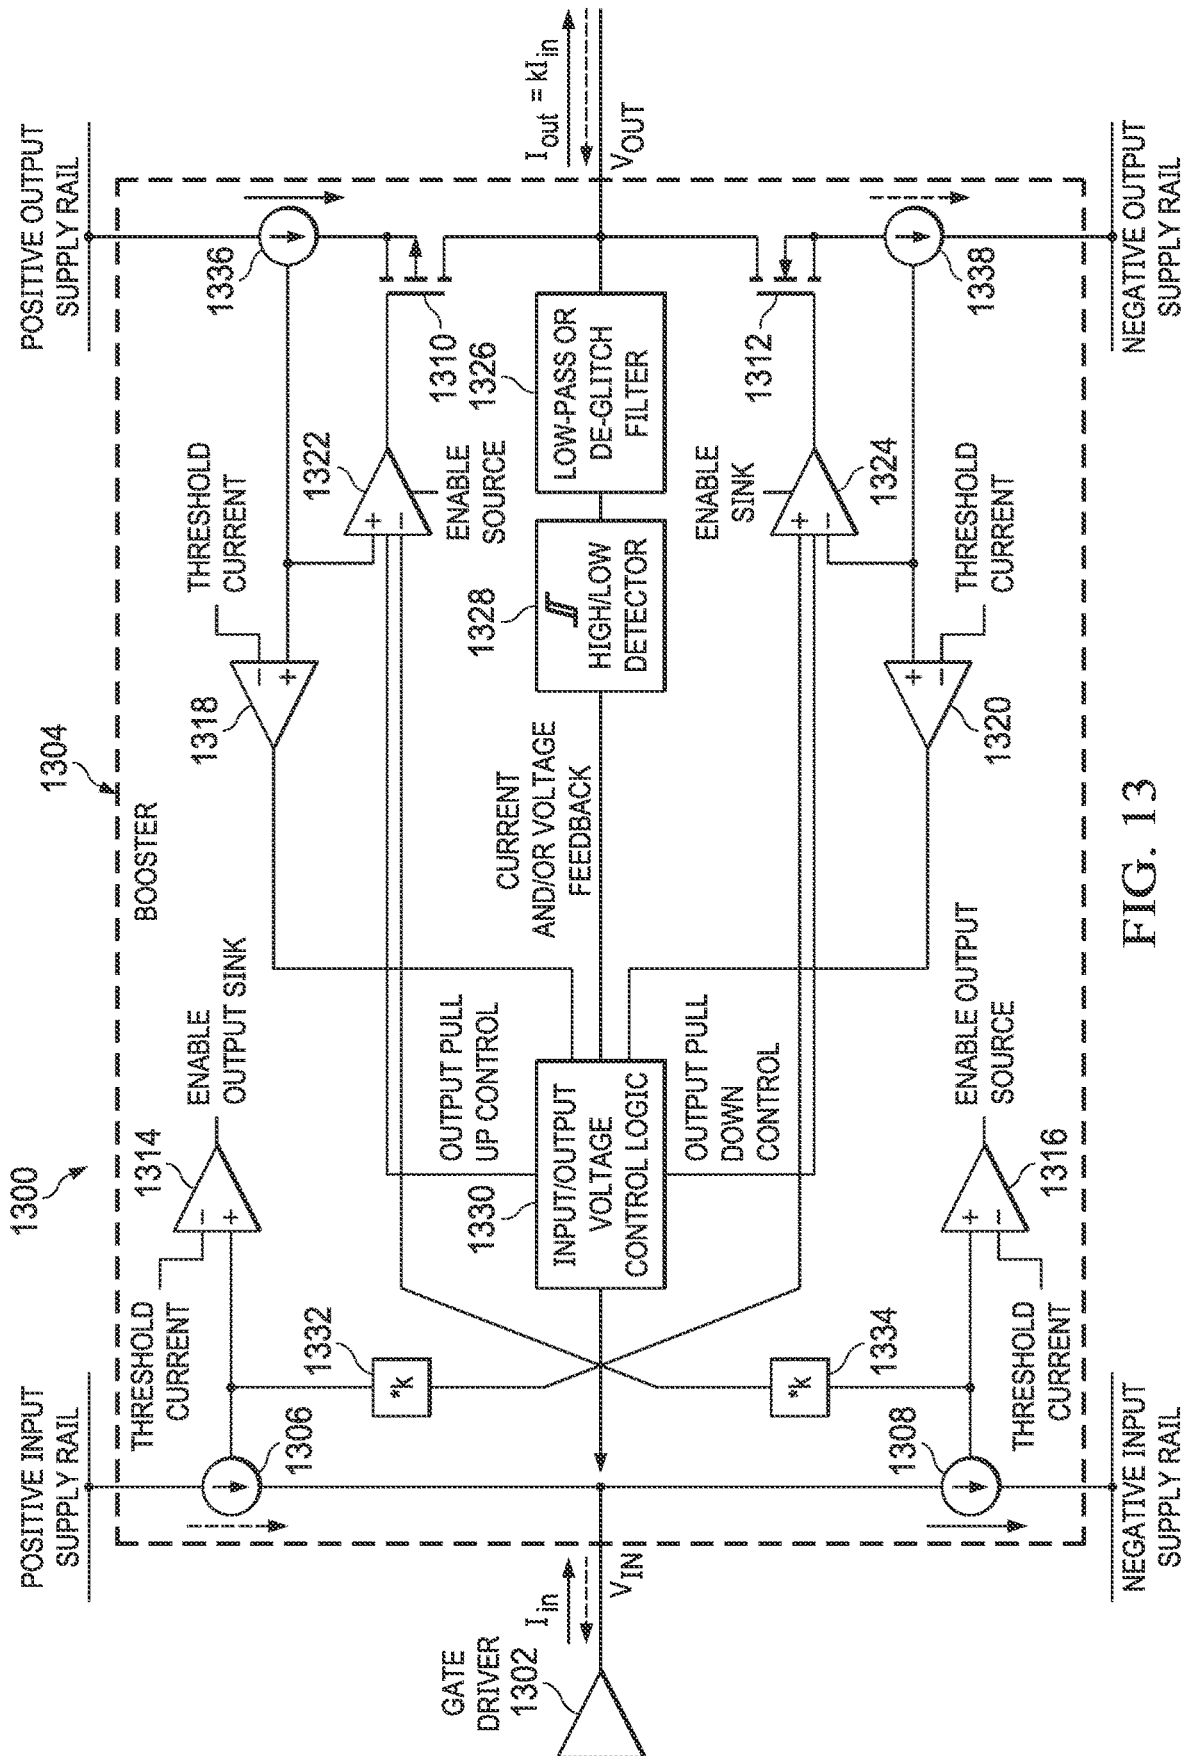 1300
1304
POSITIVE INPUT
SUPPLY RAIL
POSITIVE OUTPUT
SUPPLY RAIL
BOOSTER
THRESHOLD
CURRENT
−
+
1314
ENABLE
OUTPUT SINK
1306
*K
1332
1318
−
+
THRESHOLD
CURRENT
1336
1322
+
−
ENABLE
SOURCE
1310
OUTPUT PULL
UP CONTROL
GATE
DRIVER
1302
I_in
V_IN
1330
INPUT/OUTPUT
VOLTAGE
CONTROL LOGIC
CURRENT
AND/OR VOLTAGE
FEEDBACK
1328
HIGH/LOW
DETECTOR
1326
LOW-PASS OR
DE-GLITCH
FILTER
I_out = kI_in
V_OUT
OUTPUT PULL
DOWN
CONTROL
ENABLE
SINK
+
−
1324
1312
*K
1334
1308
THRESHOLD
CURRENT
+
−
1316
ENABLE OUTPUT
SOURCE
+
−
1320
THRESHOLD
CURRENT
1338
NEGATIVE INPUT
SUPPLY RAIL
NEGATIVE OUTPUT
SUPPLY RAIL
FIG. 13